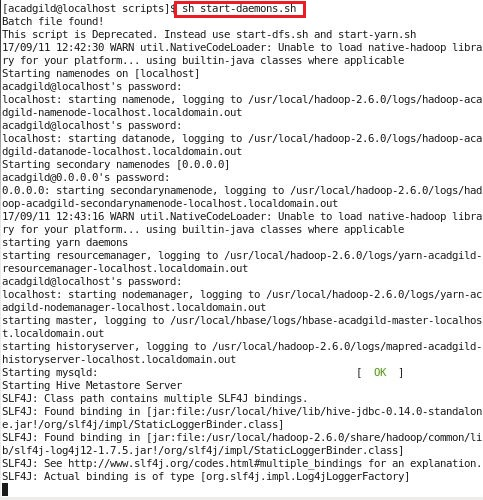 [acadgild@localhost scripts]$ sh start-daemons.sh
Batch file found!
This script is Deprecated. Instead use start-dfs.sh and start-yarn.sh
17/09/11 12:42:30 WARN util.NativeCodeLoader: Unable to load native-hadoop libra
ry for your platform... using builtin-java classes where applicable
Starting namenodes on [localhost]
acadgild@localhost's password:
localhost: starting namenode, logging to /usr/local/hadoop-2.6.0/logs/hadoop-aca
dgild-namenode-localhost.localdomain.out
acadgild@localhost's password:
localhost: starting datanode, logging to /usr/local/hadoop-2.6.0/logs/hadoop-aca
dgild-datanode-localhost.localdomain.out
Starting secondary namenodes [0.0.0.0]
acadgild@0.0.0.0's password:
0.0.0.0: starting secondarynamenode, logging to /usr/local/hadoop-2.6.0/logs/had
oop-acadgild-secondarynamenode-localhost.localdomain.out
17/09/11 12:43:16 WARN util.NativeCodeLoader: Unable to load native-hadoop libra
ry for your platform... using builtin-java classes where applicable
starting yarn daemons
starting resourcemanager, logging to /usr/local/hadoop-2.6.0/logs/yarn-acadgild-
resourcemanager-localhost.localdomain.out
acadgild@localhost's password:
localhost: starting nodemanager, logging to /usr/local/hadoop-2.6.0/logs/yarn-ac
adgild-nodemanager-localhost.localdomain.out
starting master, logging to /usr/local/hbase/logs/hbase-acadgild-master-localhos
t.localdomain.out
starting historyserver, logging to /usr/local/hadoop-2.6.0/logs/mapred-acadgild-
historyserver-localhost.localdomain.out
Starting mysqld: [ OK ]
Starting Hive Metastore Server
SLF4J: Class path contains multiple SLF4J bindings.
SLF4J: Found binding in [jar:file:/usr/local/hive/lib/hive-jdbc-0.14.0-standalon
e.jar!/org/slf4j/impl/StaticLoggerBinder.class]
SLF4J: Found binding in [jar:file:/usr/local/hadoop-2.6.0/share/hadoop/common/li
b/slf4j-log4j12-1.7.5.jar!/org/slf4j/impl/StaticLoggerBinder.class]
SLF4J: See http://www.slf4j.org/codes.html#multiple_bindings for an explanation.
SLF4J: Actual binding is of type [org.slf4j.impl.Log4jLoggerFactory]